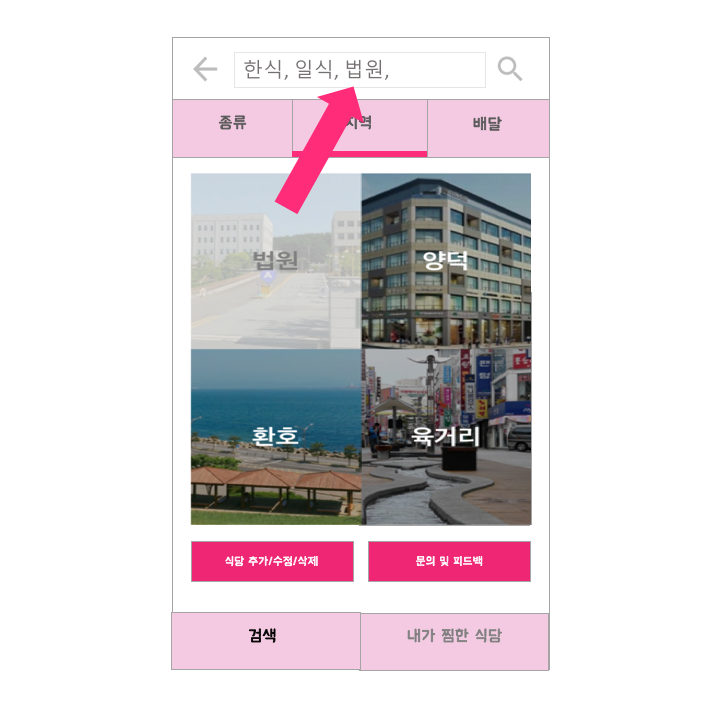 한식, 일식, 법원,
종류
지역
배달
법원
양덕
환호
육거리
식당 추가/수정/삭제
문의 및 피드백
검색
내가 찜한 식당